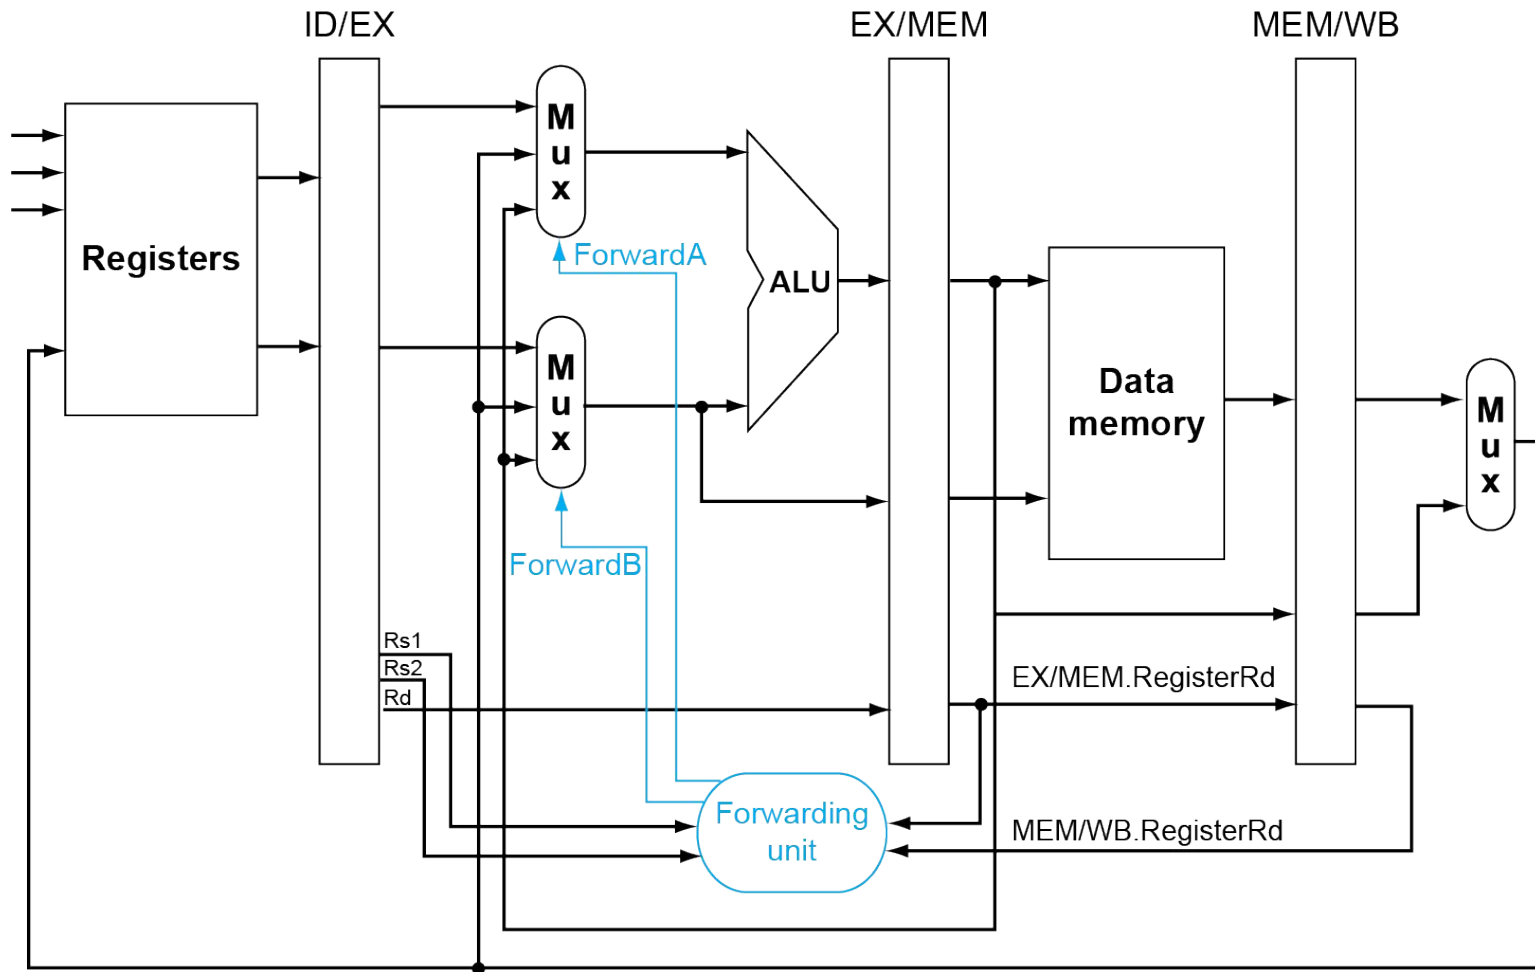 ID/EX
EX/MEM
MEM/WB
M
u
x
Registers
ForwardA
ALU
M
u
x
Data
memory
M
u
x
ForwardB
Rs1
Rs2
Rd
EX/MEM.RegisterRd
Forwarding
unit
MEM/WB.RegisterRd